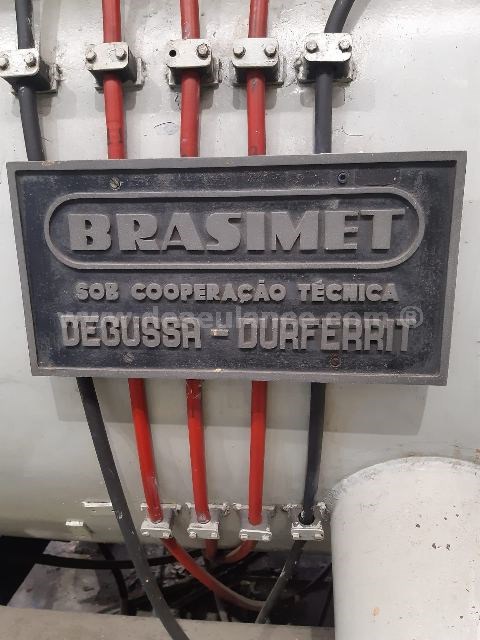 BRASIMET
SOB COOPERAÇÃO TÉCNICA
DEGUSSA - DURFERRIT